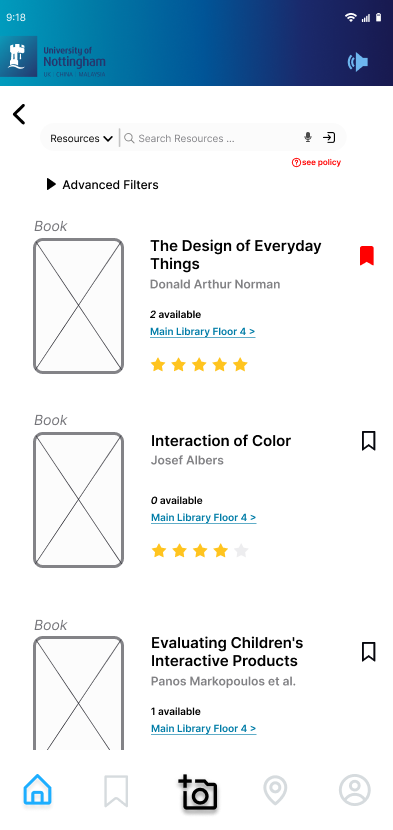 9:18
University of
Nottingham
UK · CHINA · MALAYSIA
Resources
Search Resources ...
see policy
Advanced Filters
Book
The Design of Everyday
Things
Donald Arthur Norman
2 available
Main Library Floor 4 >
Book
Interaction of Color
Josef Albers
0 available
Main Library Floor 4 >
Book
Evaluating Children's
Interactive Products
Panos Markopoulos et al.
1 available
Main Library Floor 4 >